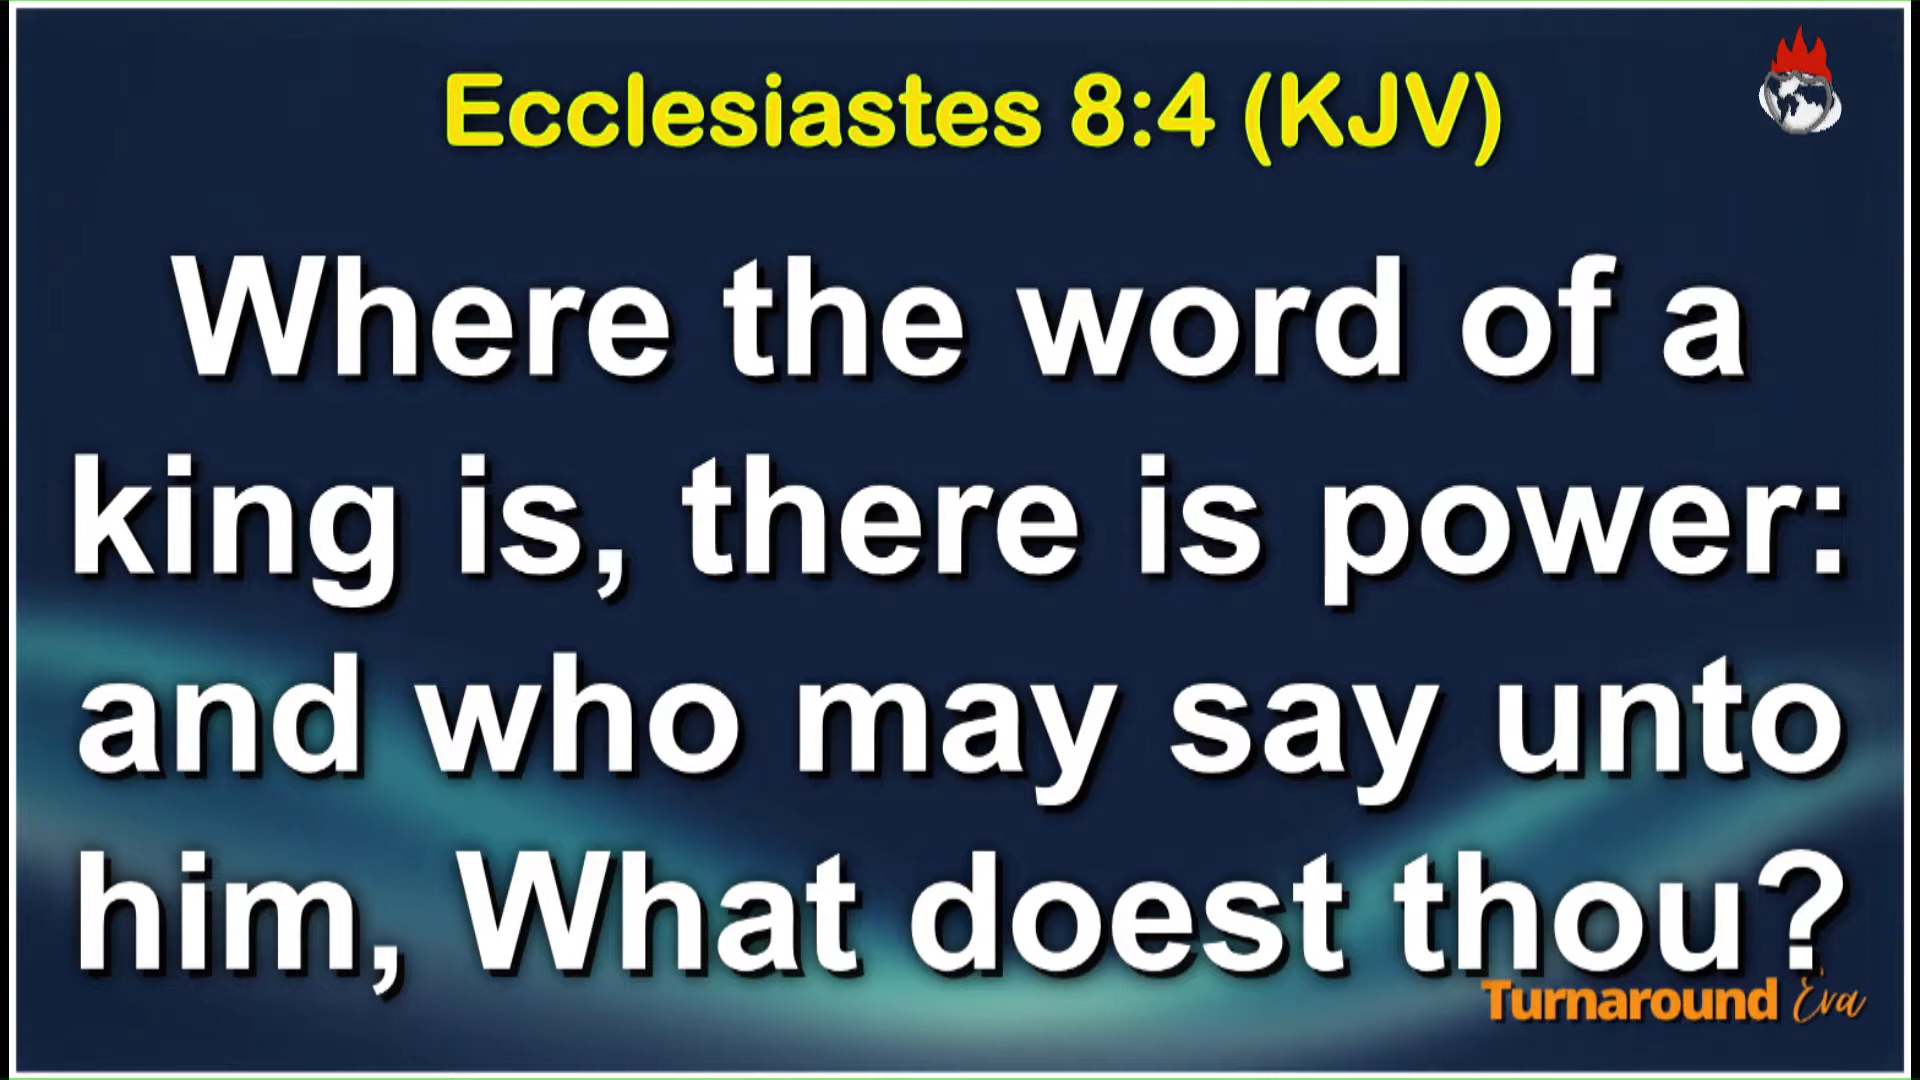 Ecclesiastes 8:4 (KJV)
Where the word of a
king is, there is power:
and who may say unto
him, What doest thou?
Turnaround Era